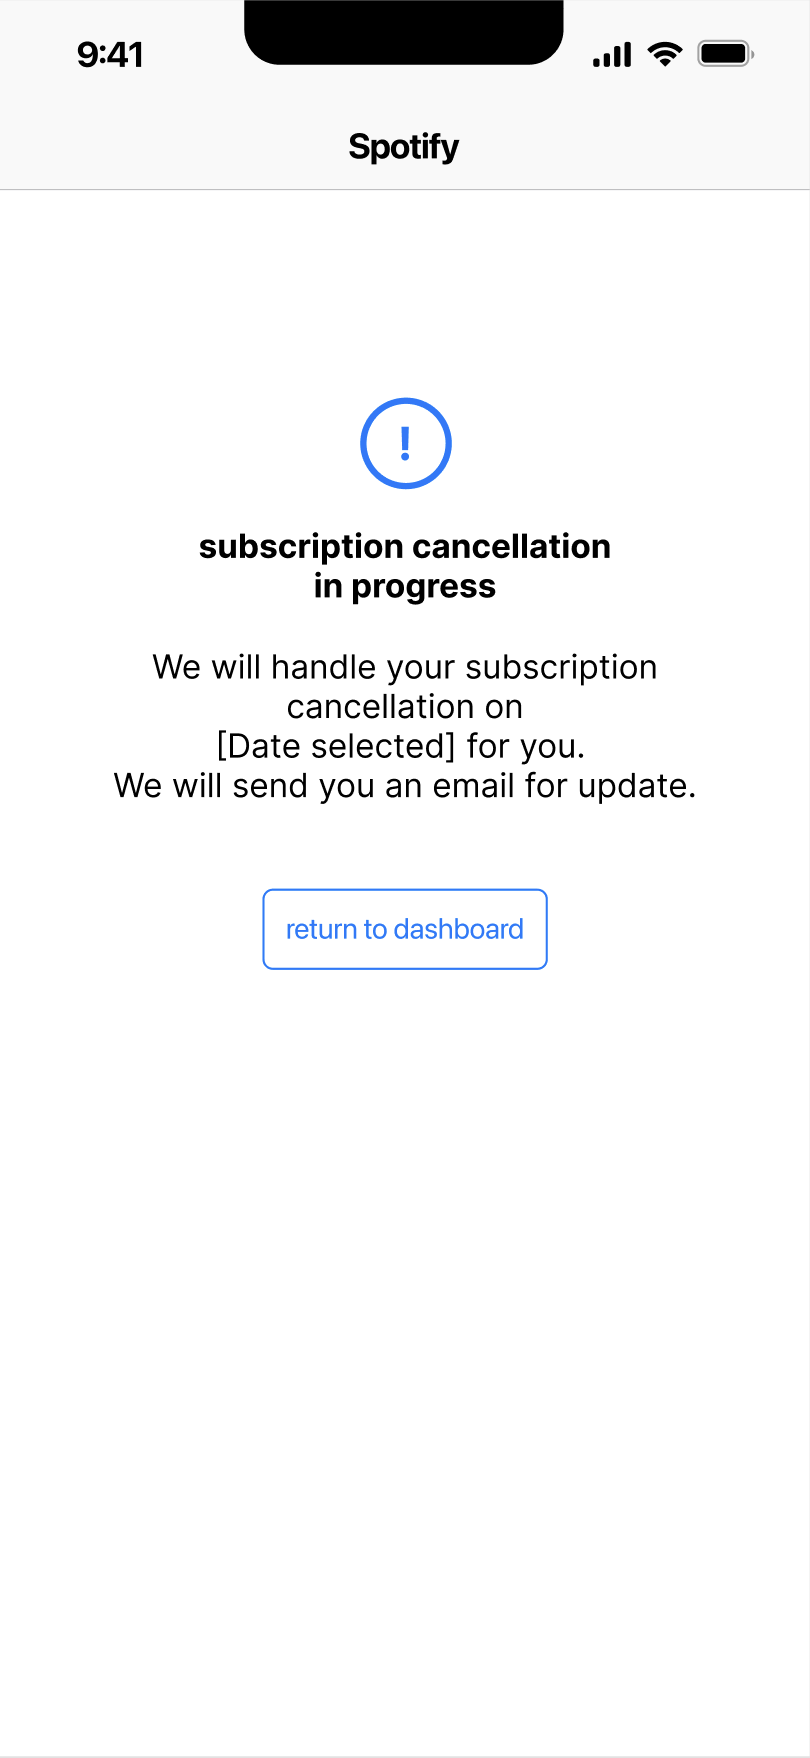 9:41
Spotify
!
subscription cancellation
in progress
We will handle your subscription
cancellation on
[Date selected] for you.
We will send you an email for update.
return to dashboard